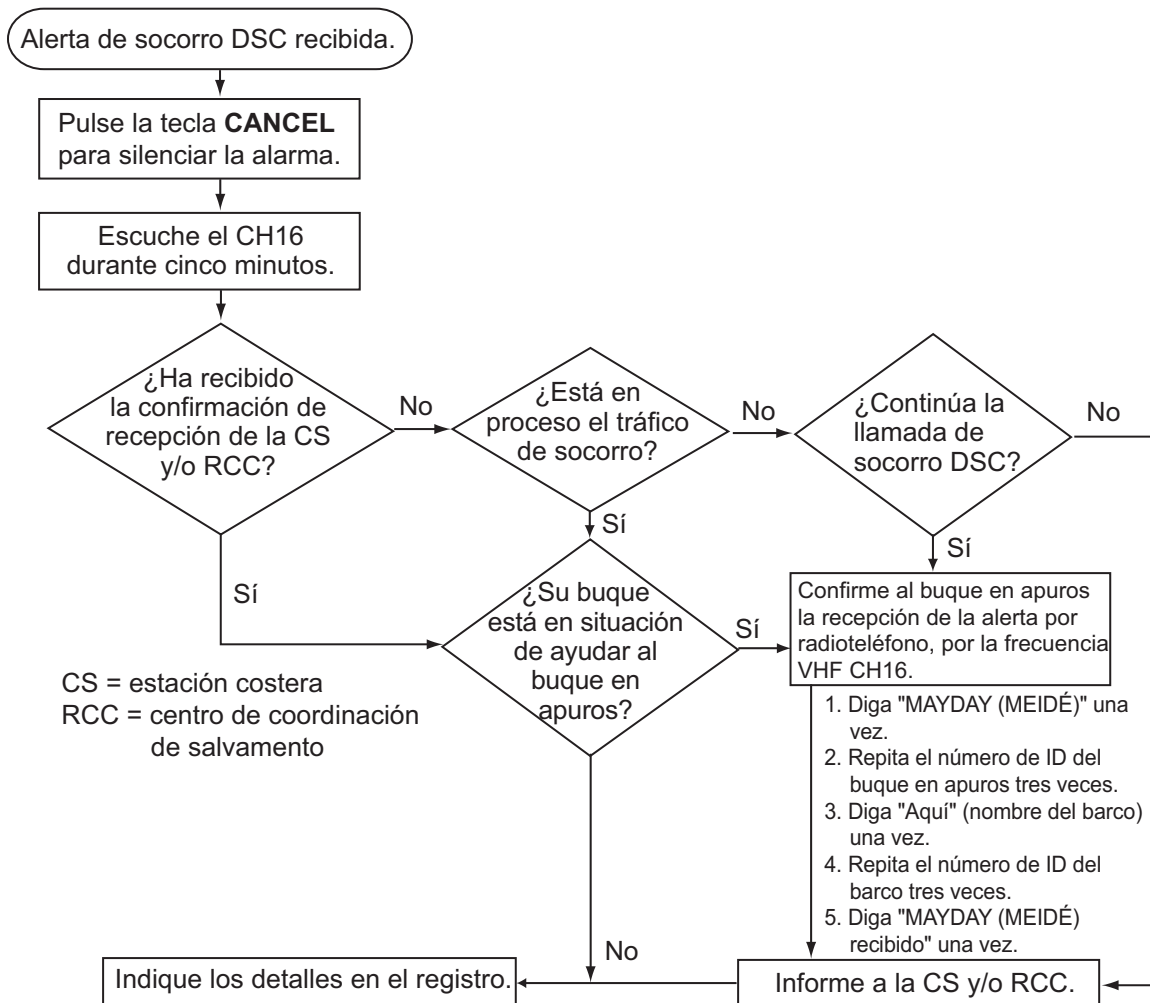 Alerta de socorro DSC recibida.
Pulse la tecla CANCEL
para silenciar la alarma.
Escuche el CH16
durante cinco minutos.
¿Ha recibido
la confirmación de
recepción de la CS
y/o RCC?
No
¿Está en
proceso el tráfico
de socorro?
No
¿Continúa la
llamada de
socorro DSC?
No
Sí
Sí
Sí
¿Su buque
está en situación
de ayudar al
buque en
apuros?
Sí
Confirme al buque en apuros
la recepción de la alerta por
radioteléfono, por la frecuencia
VHF CH16.
CS = estación costera
RCC = centro de coordinación
de salvamento
1. Diga "MAYDAY (MEIDÉ)" una
vez.
2. Repita el número de ID del
buque en apuros tres veces.
3. Diga "Aquí" (nombre del barco)
una vez.
4. Repita el número de ID del
barco tres veces.
5. Diga "MAYDAY (MEIDÉ)
recibido" una vez.
No
Indique los detalles en el registro.
Informe a la CS y/o RCC.